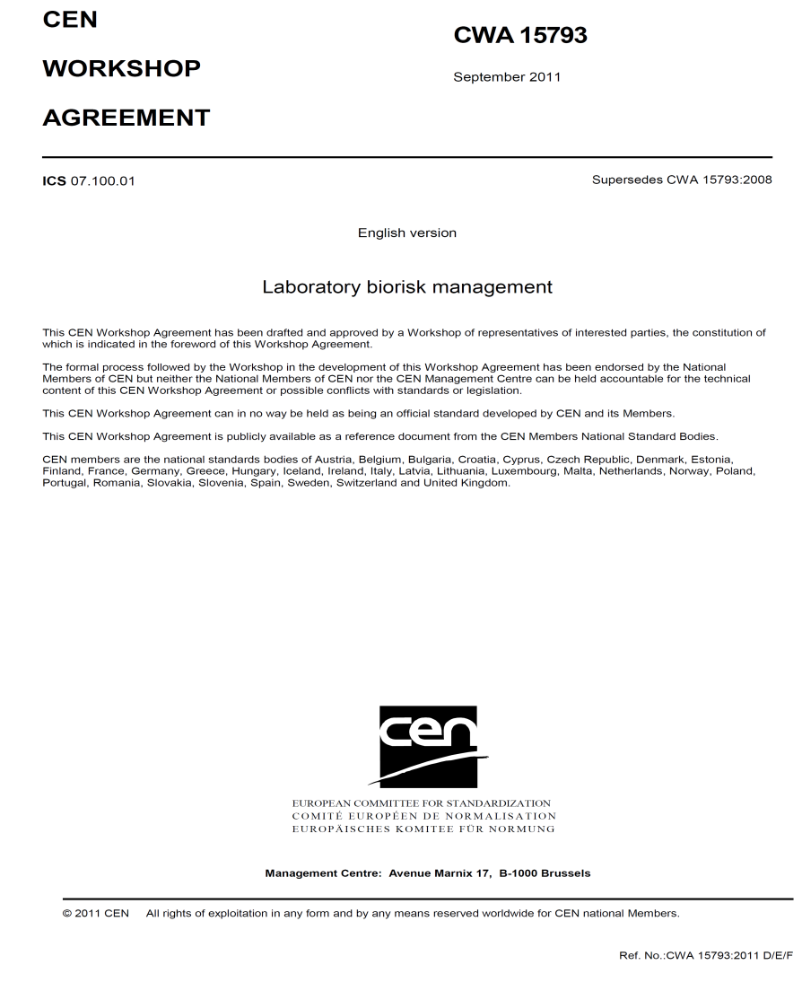 CEN
CWA 15793
WORKSHOP
September 2011
AGREEMENT
ICS 07.100.01
Supersedes CWA 15793:2008
English version
Laboratory biorisk management
This CEN Workshop Agreement has been drafted and approved by a Workshop of representatives of interested parties, the constitution of
which is indicated in the foreword of this Workshop Agreement.
The formal process followed by the Workshop in the development of this Workshop Agreement has been endorsed by the National
Members of CEN but neither the National Members of CEN nor the CEN Management Centre can be held accountable for the technical
content of this CEN Workshop Agreement or possible conflicts with standards or legislation.
This CEN Workshop Agreement can in no way be held as being an official standard developed by CEN and its Members.
This CEN Workshop Agreement is publicly available as a reference document from the CEN Members National Standard Bodies.
CEN members are the national standards bodies of Austria, Belgium, Bulgaria, Croatia, Cyprus, Czech Republic, Denmark, Estonia,
Finland, France, Germany, Greece, Hungary, Iceland, Ireland, Italy, Latvia, Lithuania, Luxembourg, Malta, Netherlands, Norway, Poland,
Portugal, Romania, Slovakia, Slovenia, Spain, Sweden, Switzerland and United Kingdom.
cen
EUROPEAN COMMITTEE FOR STANDARDIZATION
COMITÉ EUROPÉEN DE NORMALISATION
EUROPÄISCHES KOMITEE FÜR NORMUNG
Management Centre: Avenue Marnix 17, B-1000 Brussels
© 2011 CEN All rights of exploitation in any form and by any means reserved worldwide for CEN national Members.
Ref. No.:CWA 15793:2011 D/E/F